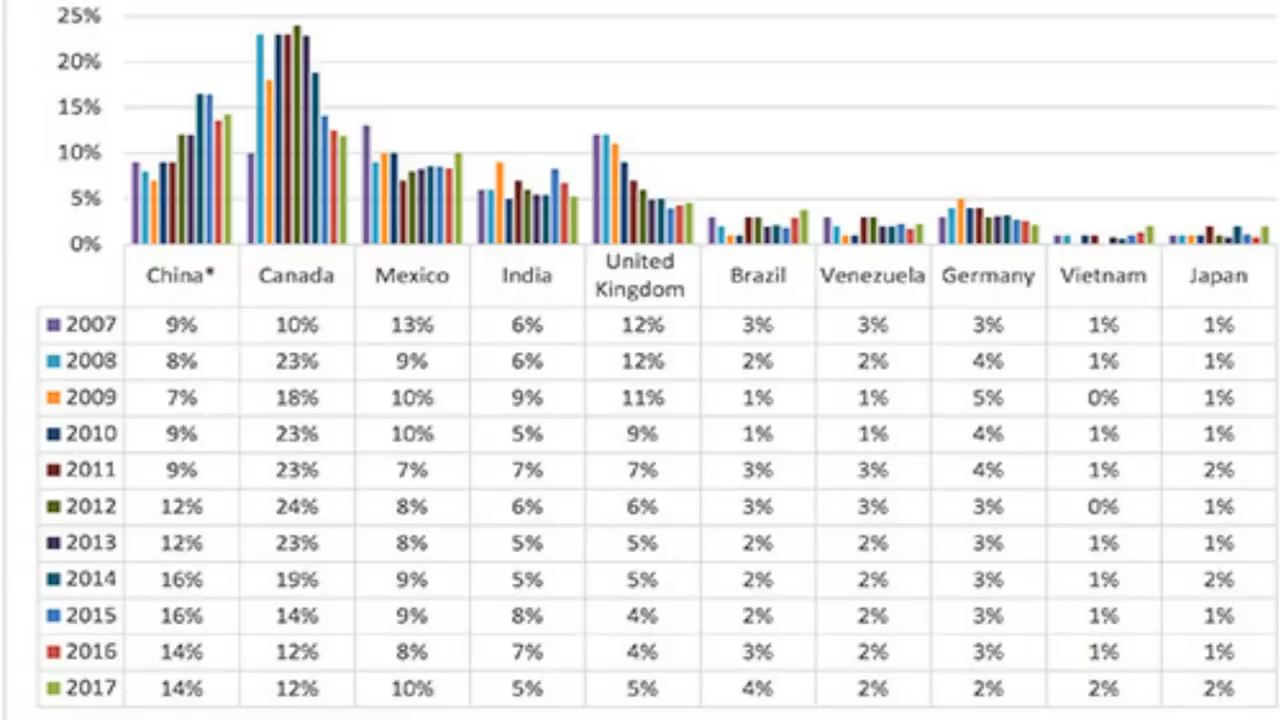 25%
20%
15%
10%
5%
0%
China* Canada Mexico India United Kingdom Brazil Venezuela Germany Vietnam Japan
2007 9% 10% 13% 6% 12% 3% 3% 3% 1% 1%
2008 8% 23% 9% 6% 12% 2% 2% 4% 1% 1%
2009 7% 18% 10% 9% 11% 1% 1% 5% 0% 1%
2010 9% 23% 10% 5% 9% 1% 1% 4% 1% 1%
2011 9% 23% 7% 7% 7% 3% 3% 4% 1% 2%
2012 12% 24% 8% 6% 6% 3% 3% 3% 0% 1%
2013 12% 23% 8% 5% 5% 2% 2% 3% 1% 1%
2014 16% 19% 9% 5% 5% 2% 2% 3% 1% 2%
2015 16% 14% 9% 8% 4% 2% 2% 3% 1% 1%
2016 14% 12% 8% 7% 4% 3% 2% 3% 1% 1%
2017 14% 12% 10% 5% 5% 4% 2% 2% 2% 2%